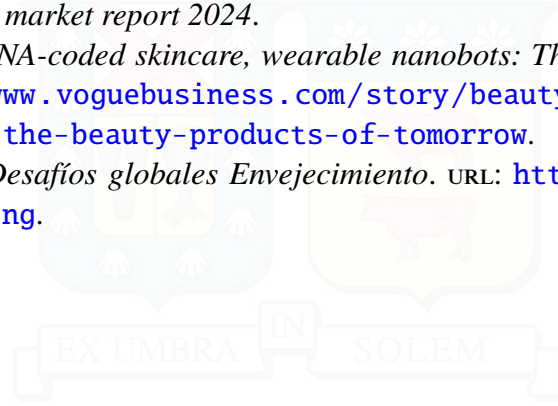 market report 2024.
NA-coded skincare, wearable nanobots: Th
ww.voguebusiness.com/story/beauty
the-beauty-products-of-tomorrow.
Desafíos globales Envejecimiento. URL: htt
ng.
EX UMBRA IN SOLEM